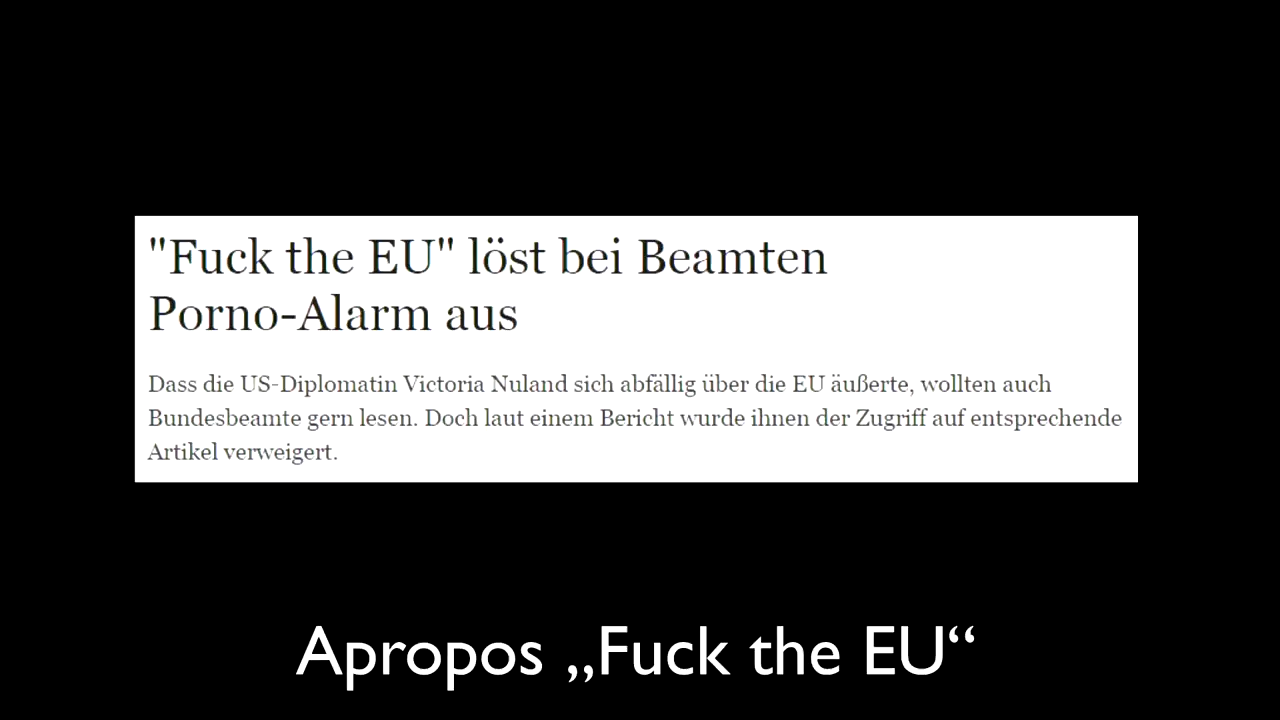 "Fuck the EU" löst bei Beamten
Porno-Alarm aus
Dass die US-Diplomatin Victoria Nuland sich abfällig über die EU äußerte, wollten auch
Bundesbeamte gern lesen. Doch laut einem Bericht wurde ihnen der Zugriff auf entsprechende
Artikel verweigert.
Apropos „Fuck the EU“